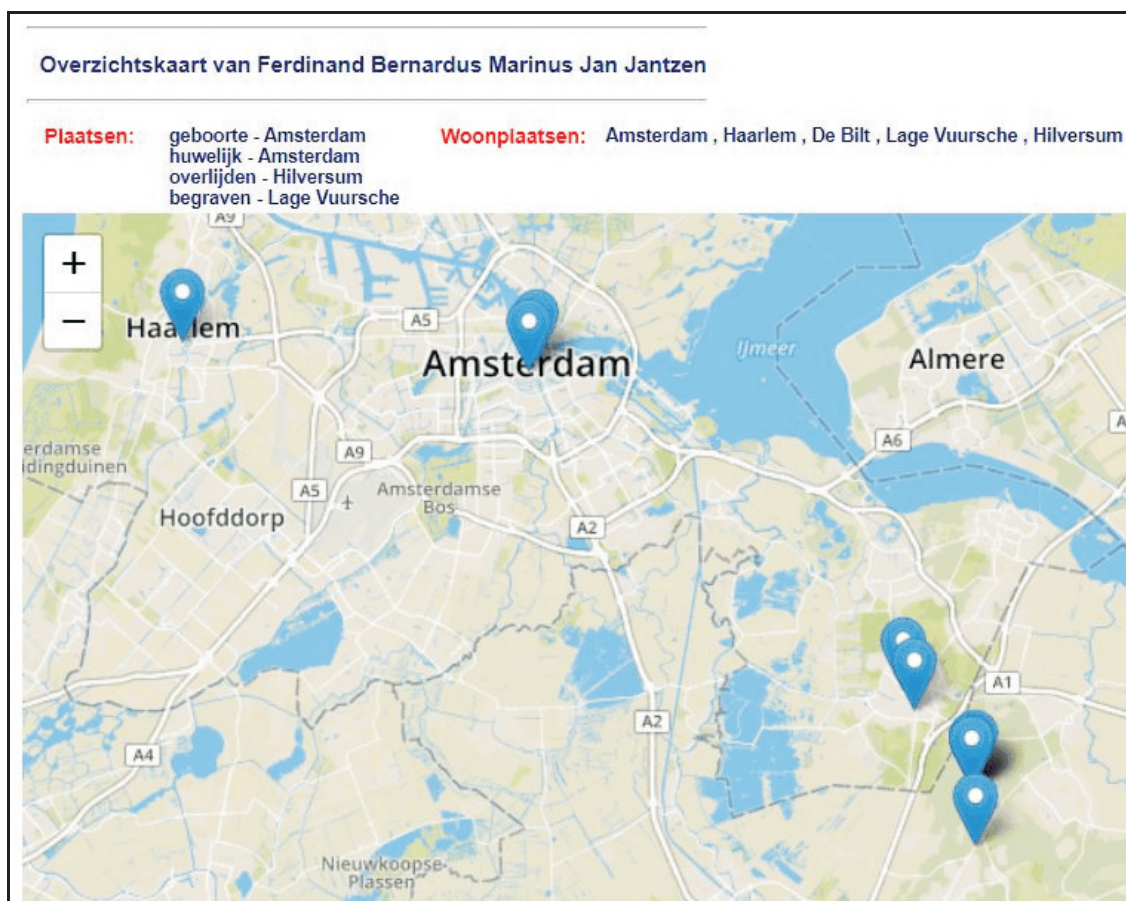 Overzichtskaart van Ferdinand Bernardus Marinus Jan Jantzen
Plaatsen: geboorte - Amsterdam
huwelijk - Amsterdam
overlijden - Hilversum
begraven - Lage Vuursche
Woonplaatsen: Amsterdam , Haarlem , De Bilt , Lage Vuursche , Hilversum
A9
+
−
Haarlem
A5
Amsterdam
IJmeer
Almere
A6
A
erdamse
idingduinen
A9
A5
Amsterdamse
Bos
Hoofddorp
A2
A1
A2
A4
Nieuwkoopse
Plassen